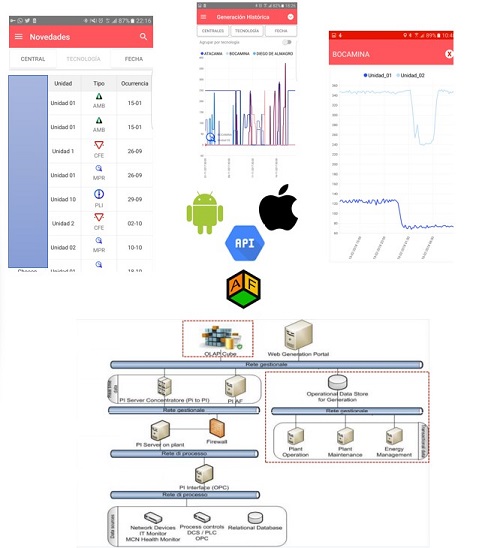 22:16
Novedades
CENTRAL TECNOLOGÍA FECHA
Unidad Tipo Ocurrencia
Unidad 01 AMB 15-01
Unidad 01 AMB 15-01
Unidad 1 CFE 26-09
Unidad 01 MPR 26-09
Unidad 10 PLI 29-09
Unidad 2 CFE 02-10
Unidad 02 MPR 10-10
Unidad 01 18-10
Generación Histórica
CENTRALES TECNOLOGÍA FECHA
Agrupar por tecnología
ATACAMA BOCAMINA DIEGO DE ALMAGRO
BOCAMINA X
Unidad_01 Unidad_02
API
A F
OLAP Cube
Web Generation Portal
Rete gestionale
PI Server Concentratore (Pi to PI)
PI AF
Operational Data Store
for Generation
Rete gestionale
Rete gestionale
PI Server on plant
Firewall
Plant
Operation
Plant
Maintenance
Energy
Management
Rete di processo
PI Interface (OPC)
Rete di processo
Data sources
Network Devices
IT Monitor
MCN Health Monitor
Process controls
DCS / PLC
OPC
Relational Database